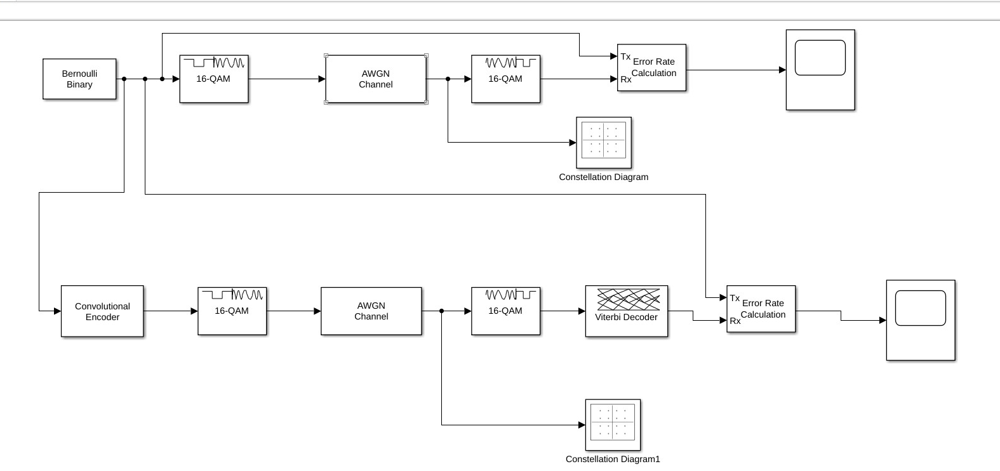 Bernoulli
Binary
16-QAM
AWGN
Channel
16-QAM
Tx
Rx
Error Rate
Calculation
Constellation Diagram
Convolutional
Encoder
16-QAM
AWGN
Channel
16-QAM
Viterbi Decoder
Tx
Rx
Error Rate
Calculation
Constellation Diagram1